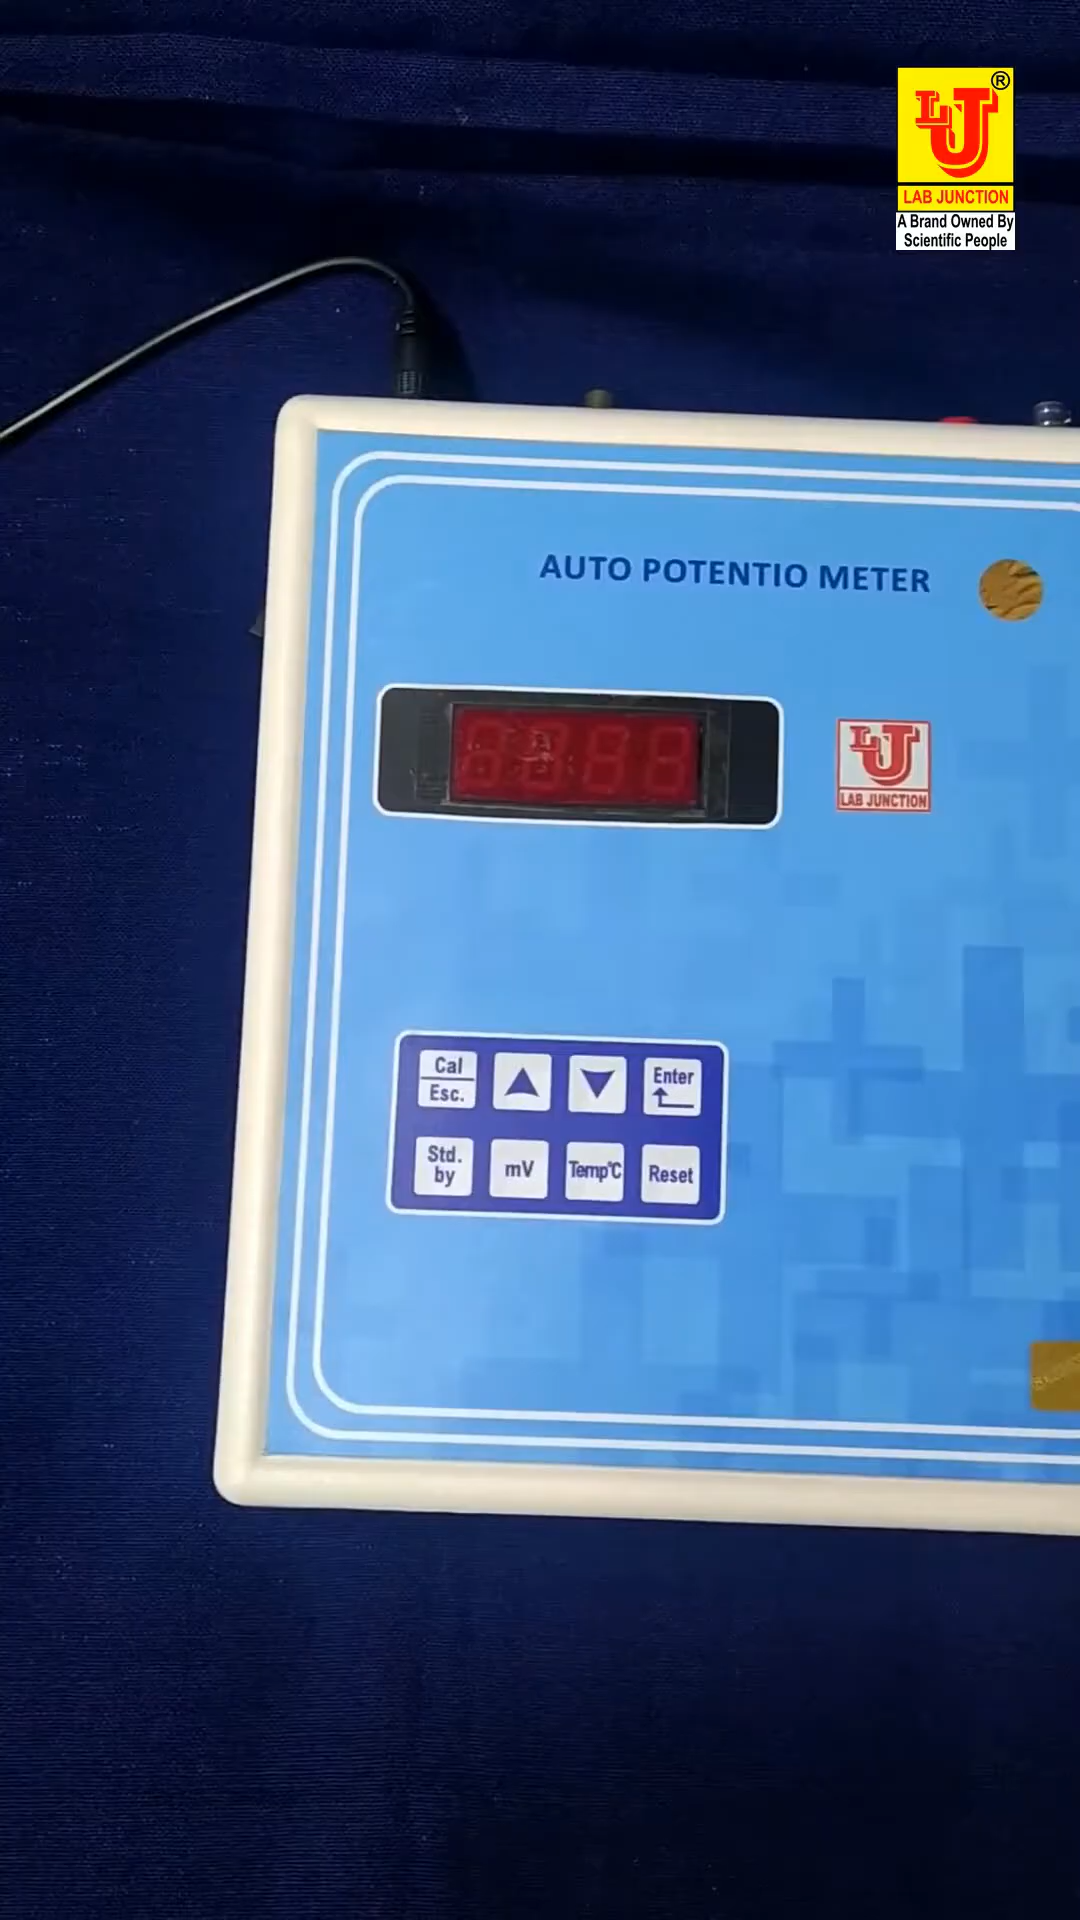 LJ®
LAB JUNCTION
A Brand Owned By
Scientific People
AUTO POTENTIO METER
LJ
LAB JUNCTION
Cal
Esc.
Enter
Std.
by
mV
Temp°C
Reset